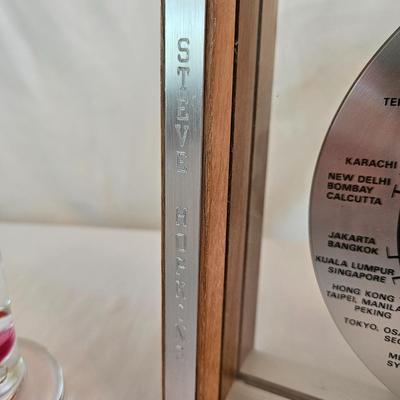 STEVE
KARACHI
NEW DELHI
BOMBAY
CALCUTTA
JAKARTA
BANGKOK
KUALA LUMPUR
SINGAPORE
HONG KONG
TAIPEI, MANILA
PEKING
TOKYO,